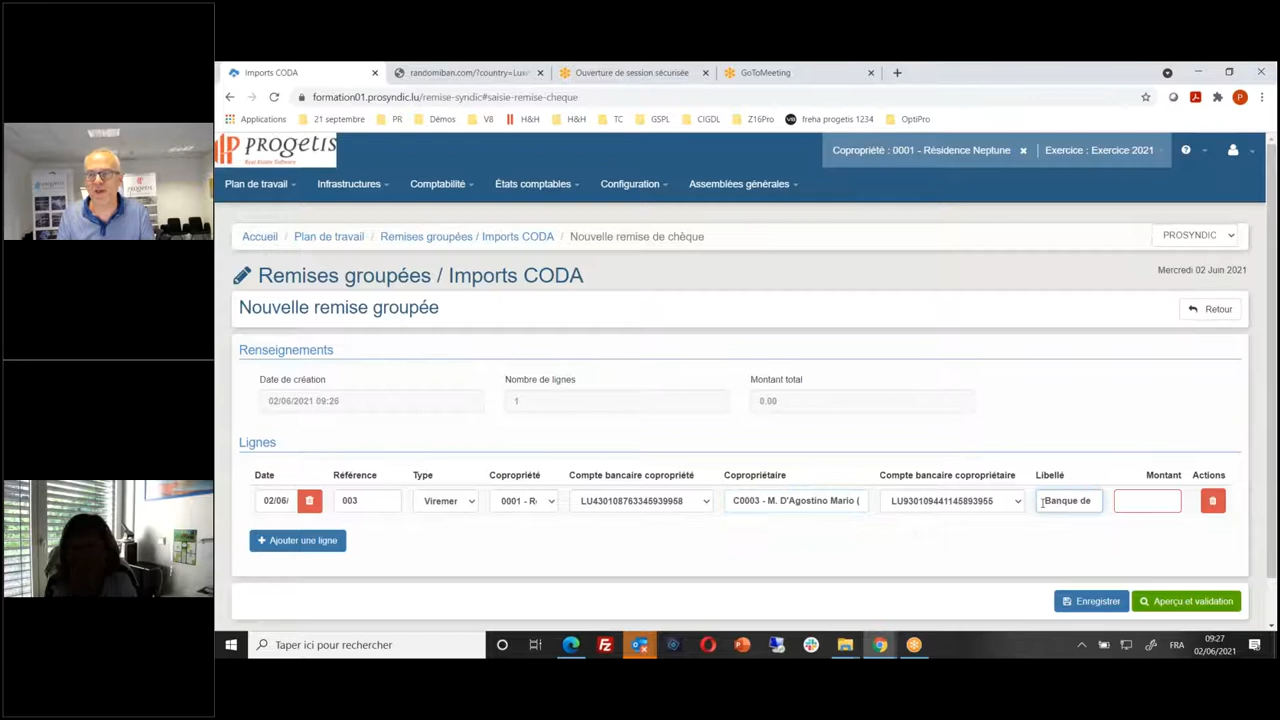 Imports CODA
randomiban.com/?country=Lux
Ouverture de session sécurisée
GoToMeeting
formation01.prosyndic.lu/remise-syndic#saisie-remise-cheque
Applications
21 septembre
PR
Démos
V8
H&H
H&H
TC
GSPL
CIGDL
Z16Pro
freha progetis 1234
OptiPro
PROGETIS
Real Estate Software
Copropriété : 0001 - Résidence Neptune
Exercice : Exercice 2021
Plan de travail
Infrastructures
Comptabilité
États comptables
Configuration
Assemblées générales
Accueil / Plan de travail / Remises groupées / Imports CODA / Nouvelle remise de chèque
PROSYNDIC
Remises groupées / Imports CODA
Mercredi 02 Juin 2021
Nouvelle remise groupée
Retour
Renseignements
Date de création
Nombre de lignes
Montant total
02/06/2021 09:26
1
0.00
Lignes
Date
Référence
Type
Copropriété
Compte bancaire copropriété
Copropriétaire
Compte bancaire copropriétaire
Libellé
Montant
Actions
02/06/
003
Viremer
0001 - R
LU430108763345939958
C0003 - M. D'Agostino Mario (
LU930109441145893955
Banque de
Ajouter une ligne
Enregistrer
Aperçu et validation
Taper ici pour rechercher
FRA
09:27
02/06/2021